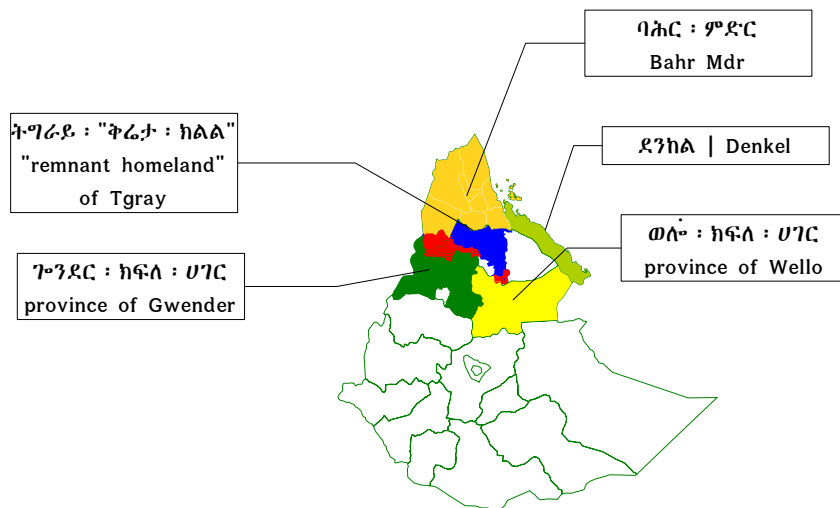 ባሕር ፡ ምድር
Bahr Mdr
ትግራይ ፡ "ቅሬታ ፡ ክልል"
"remnant homeland"
of Tgray
ደንከል | Denkel
ወሎ ፡ ክፍለ ፡ ሀገር
province of Wello
ጐንደር ፡ ክፍለ ፡ ሀገር
province of Gwender